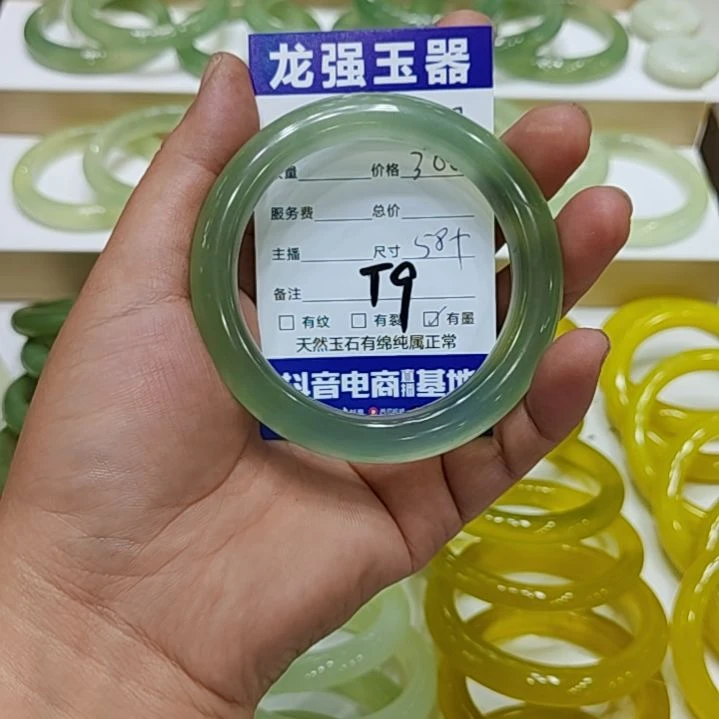 龙强玉器
量 价格 300
服务费 总价
主播 尺寸 58+
备注 T9
□有纹 □有裂 ☑有墨
天然玉石有绵纯属正常
抖音电商直播基地